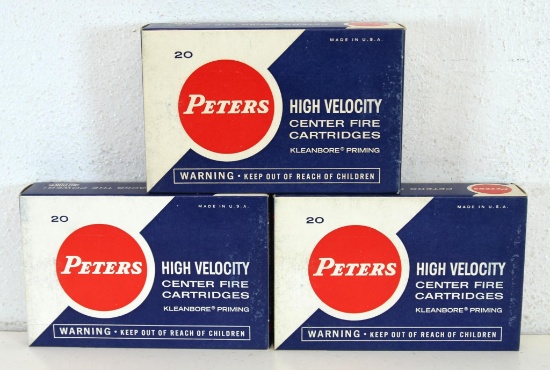 20
MADE IN U.S.A.
PETERS
HIGH VELOCITY
CENTER FIRE
CARTRIDGES
KLEANBORE® PRIMING
WARNING • KEEP OUT OF REACH OF CHILDREN
20
MADE IN U.S.A.
PETERS
HIGH VELOCITY
CENTER FIRE
CARTRIDGES
KLEANBORE® PRIMING
WARNING • KEEP OUT OF REACH OF CHILDREN
PETERS
20
MADE IN U.S.A.
PETERS
HIGH VELOCITY
CENTER FIRE
CARTRIDGES
KLEANBORE® PRIMING
WARNING • KEEP OUT OF REACH OF CHILDREN